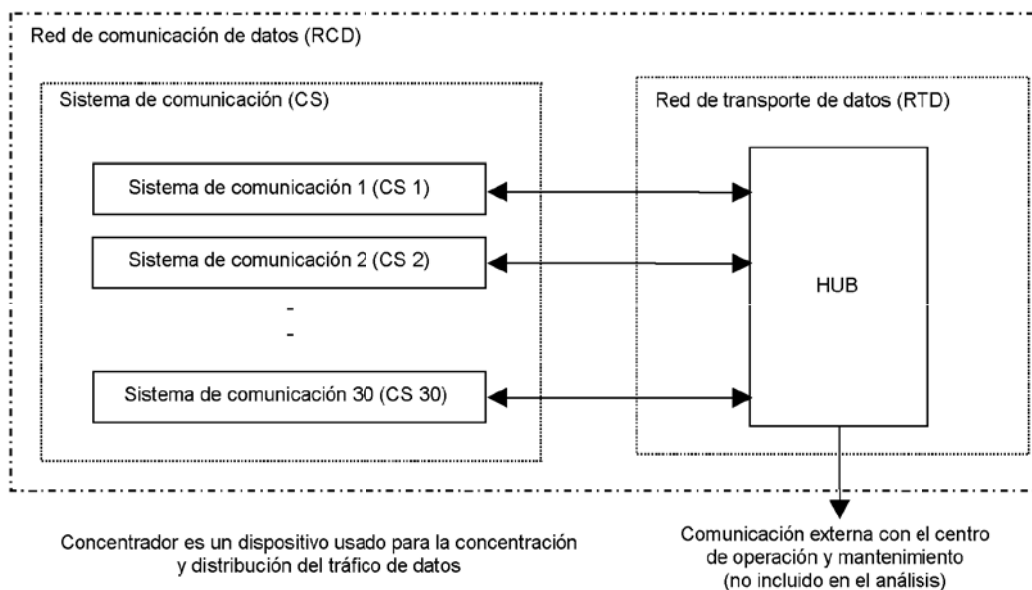 Red de comunicación de datos (RCD)
Sistema de comunicación (CS)
Red de transporte de datos (RTD)
Sistema de comunicación 1 (CS 1)
Sistema de comunicación 2 (CS 2)
-
-
Sistema de comunicación 30 (CS 30)
HUB
Concentrador es un dispositivo usado para la concentración
y distribución del tráfico de datos
Comunicación externa con el centro
de operación y mantenimiento
(no incluido en el análisis)